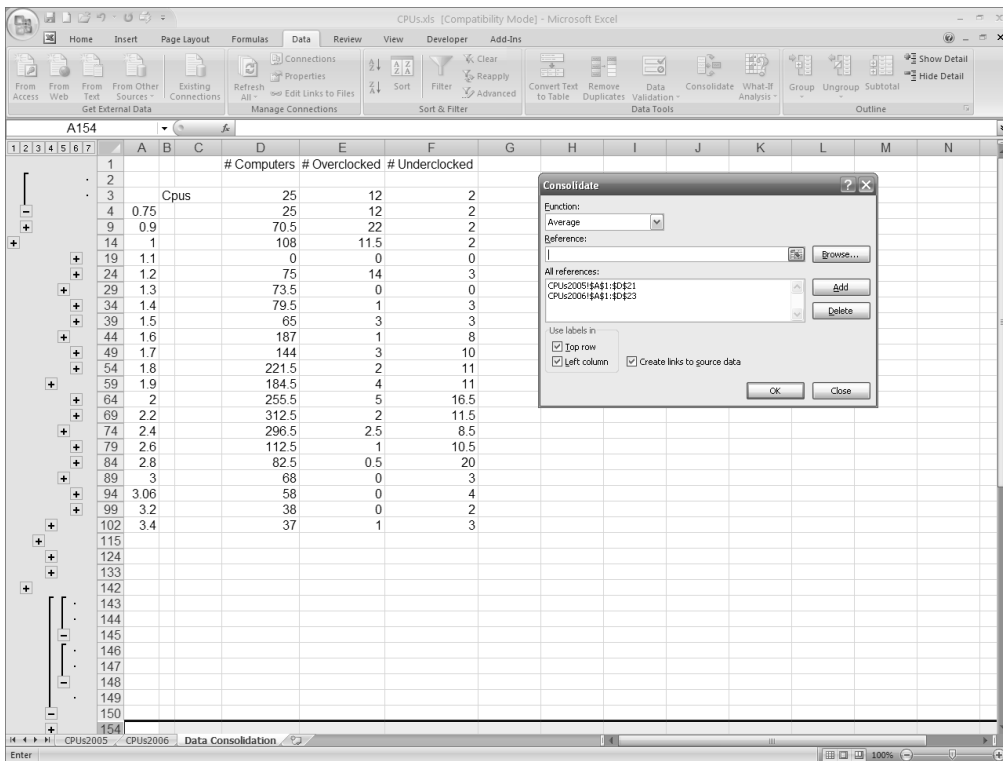 CPUs.xls [Compatibility Mode] - Microsoft Excel
Home Insert Page Layout Formulas Data Review View Developer Add-Ins
From Access From Web From Text From Other Sources Existing Connections
Get External Data
Refresh All Connections Properties Edit Links to Files
Manage Connections
Sort Filter Clear Reapply Advanced
Sort & Filter
Convert Text to Table Remove Duplicates Data Validation Consolidate What-If Analysis
Data Tools
Group Ungroup Subtotal Show Detail Hide Detail
Outline
A154 fx
1 2 3 4 5 6 7 A B C D E F G H I J K L M N
1 # Computers # Overclocked # Underclocked
2
3 Cpus 25 12 2
4 0.75 25 12 2
9 0.9 70.5 22 2
14 1 108 11.5 2
19 1.1 0 0 0
24 1.2 75 14 3
29 1.3 73.5 0 0
34 1.4 79.5 1 3
39 1.5 65 3 3
44 1.6 187 1 8
49 1.7 144 3 10
54 1.8 221.5 2 11
59 1.9 184.5 4 11
64 2 255.5 5 16.5
69 2.2 312.5 2 11.5
74 2.4 296.5 2.5 8.5
79 2.6 112.5 1 10.5
84 2.8 82.5 0.5 20
89 3 68 0 3
94 3.06 58 0 4
99 3.2 38 0 2
102 3.4 37 1 3
115
124
133
142
143
144
145
146
147
148
149
150
154
Consolidate
Function:
Average
Reference:
Browse...
All references:
CPUs2005!$A$1:$D$21
CPUs2006!$A$1:$D$23
Add
Delete
Use labels in
Top row
Left column
Create links to source data
OK Close
CPUs2005 CPUs2006 Data Consolidation
Enter 100%